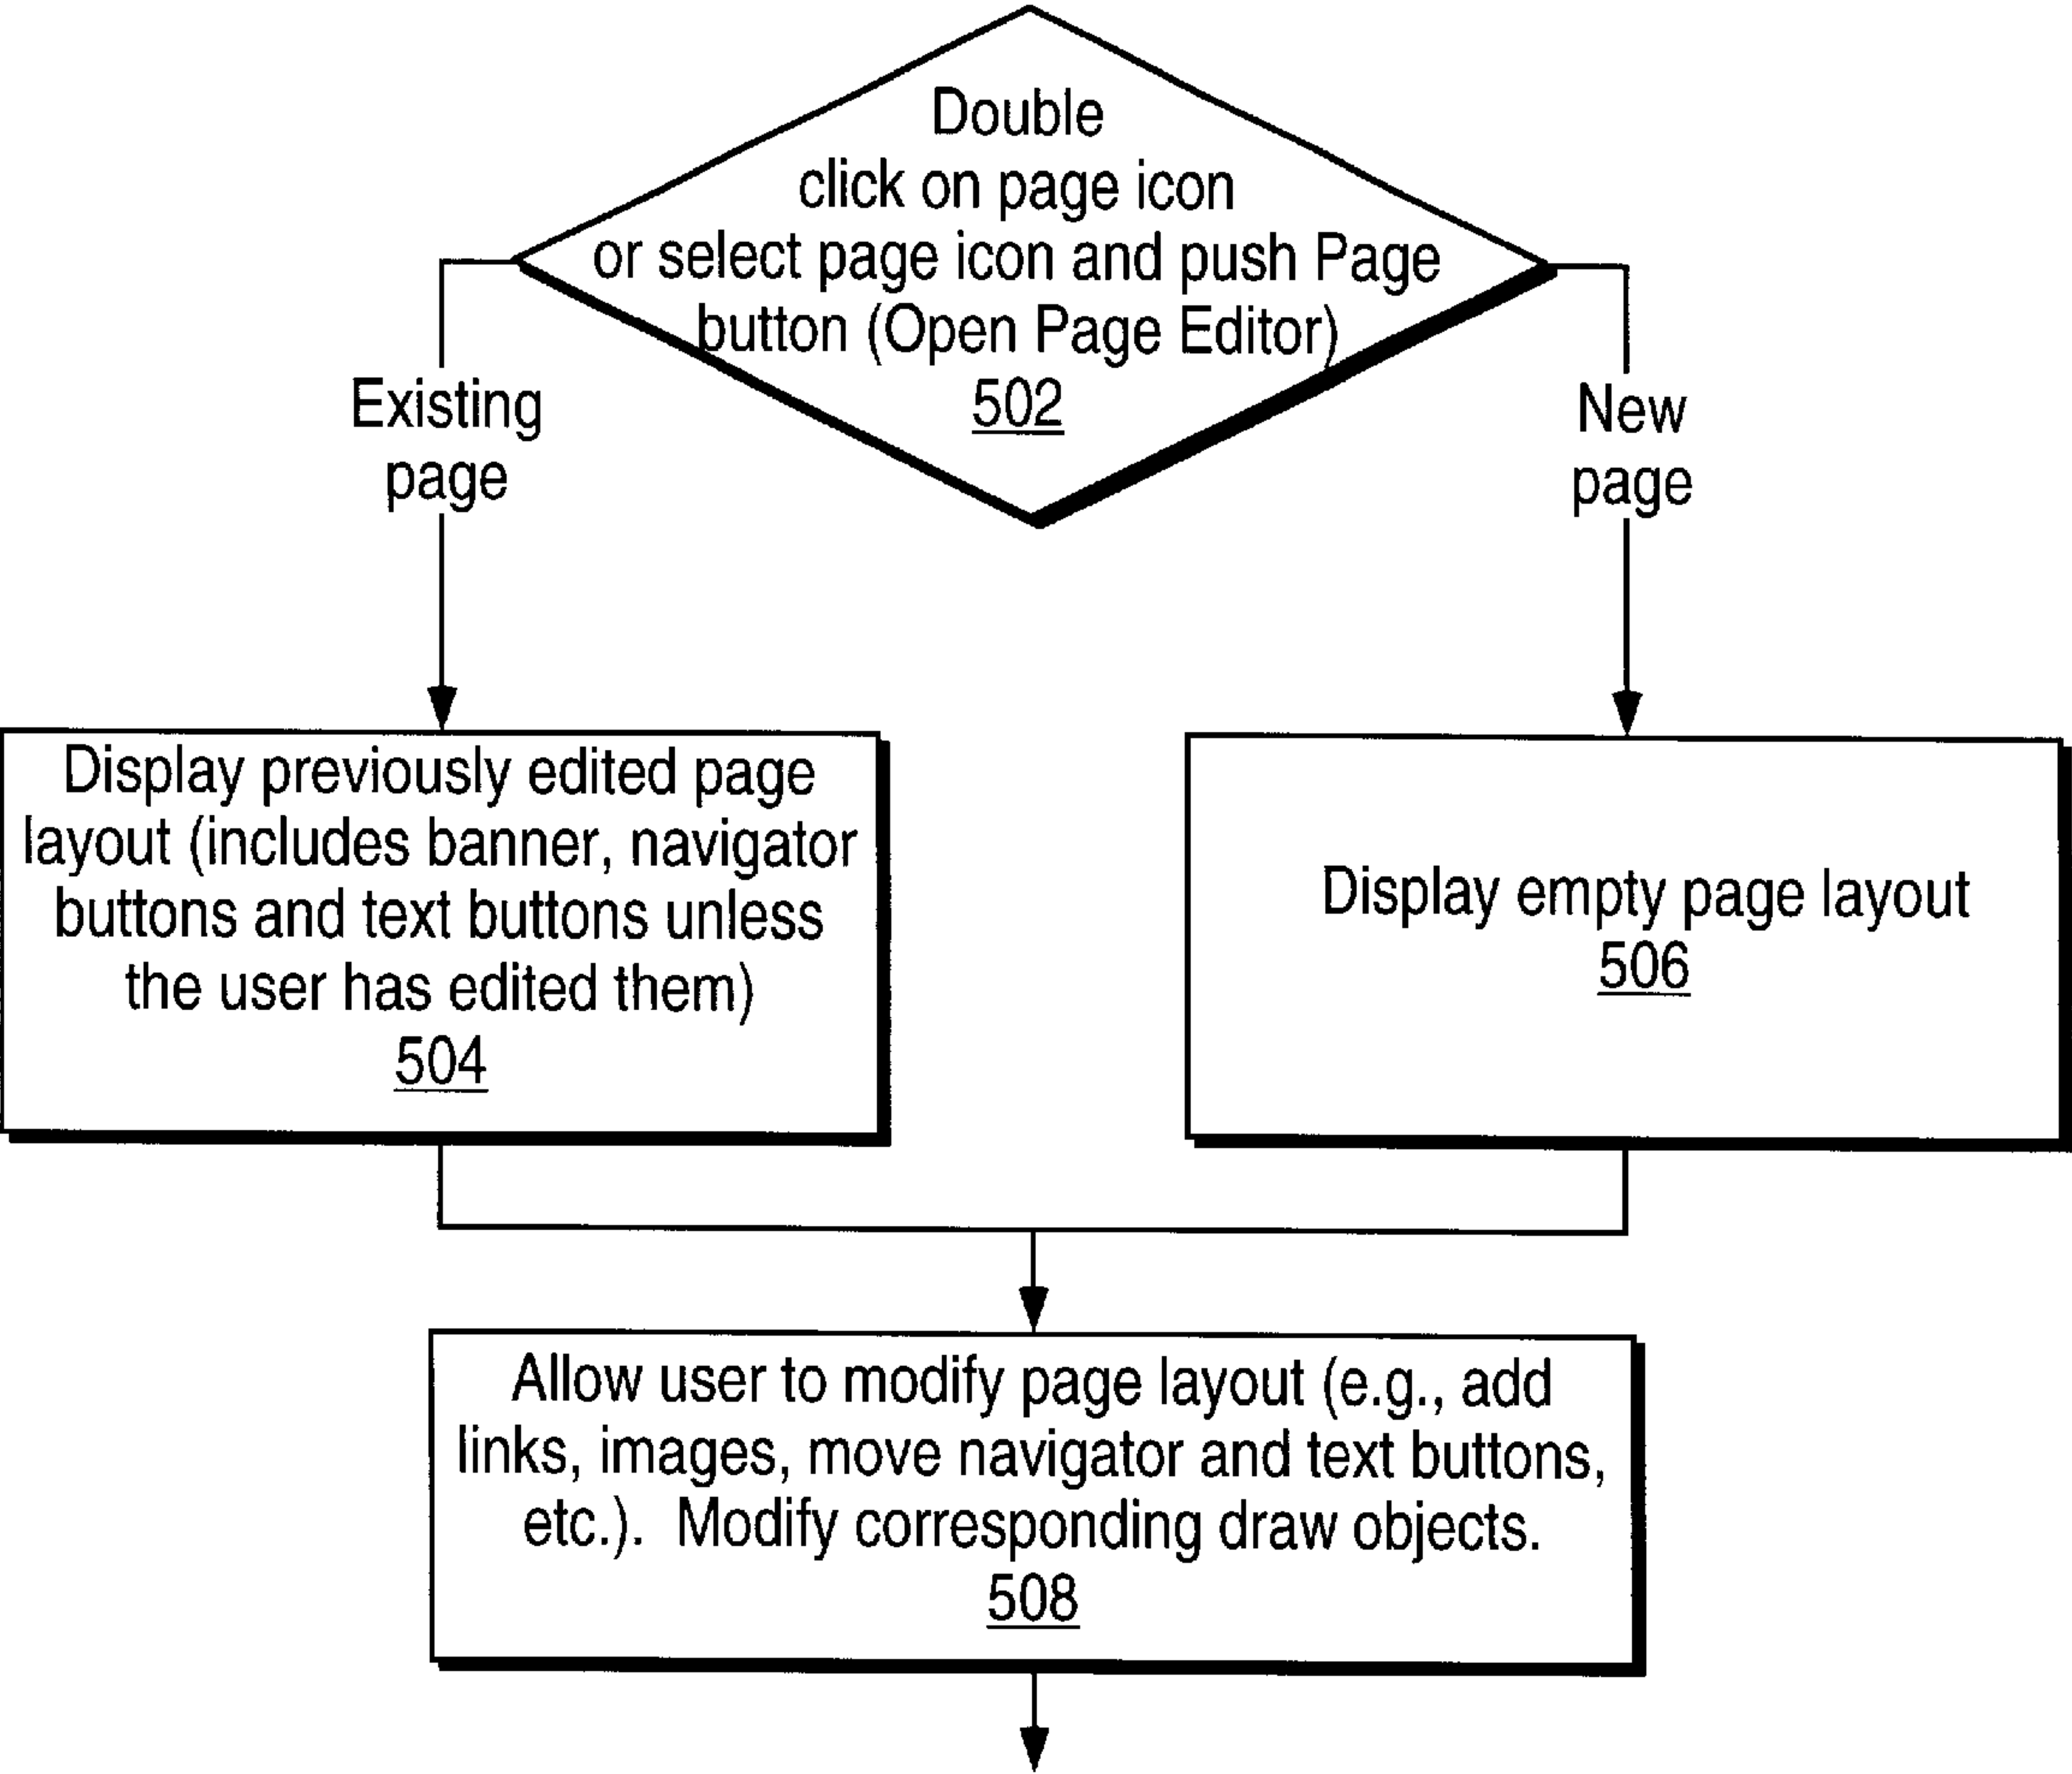 Double
click on page icon
or select page icon and push Page
button (Open Page Editor)
502
Existing
page
New
page
Display previously edited page
layout (includes banner, navigator
buttons and text buttons unless
the user has edited them)
504
Display empty page layout
506
Allow user to modify page layout (e.g., add
links, images, move navigator and text buttons,
etc.).  Modify corresponding draw objects.
508